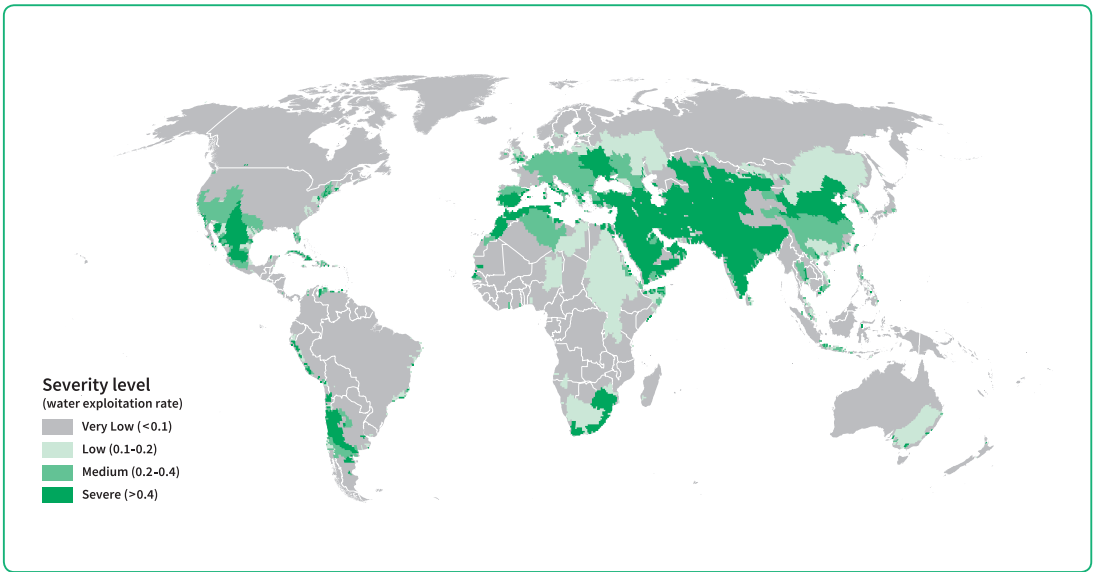 Severity level
(water exploitation rate)
Very Low (<0.1)
Low (0.1-0.2)
Medium (0.2-0.4)
Severe (>0.4)